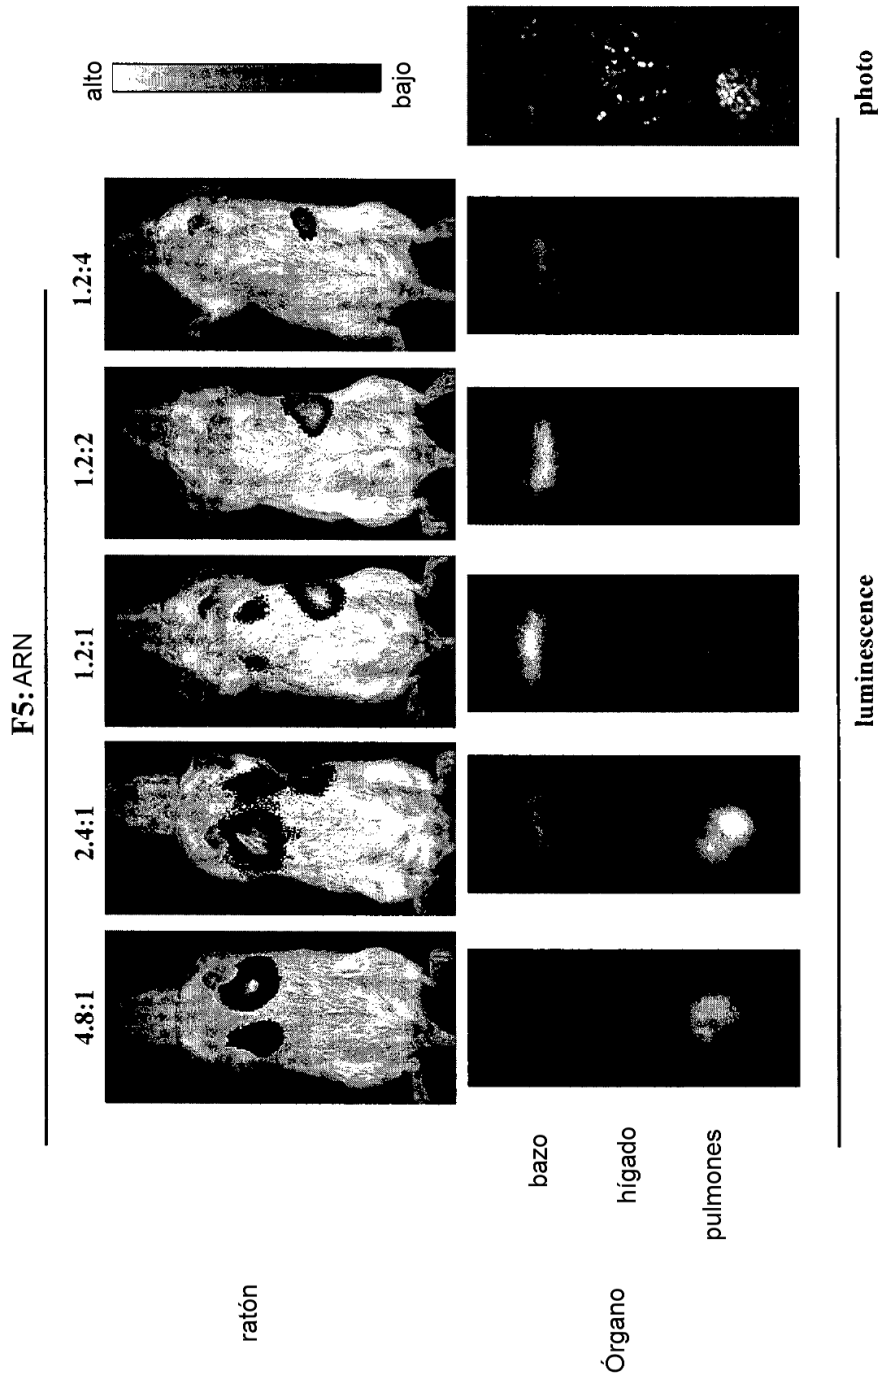 F5: ARN
4.8:1 2.4:1 1.2:1 1.2:2 1.2:4
alto
bajo
ratón
Órgano
bazo
hígado
pulmones
luminescence
photo